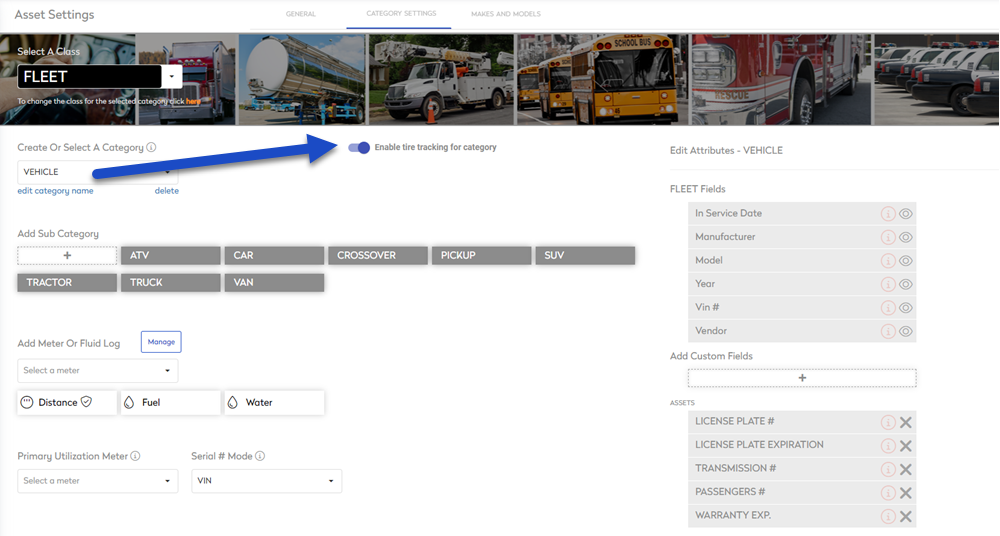 Asset Settings
GENERAL
CATEGORY SETTINGS
MAKES AND MODELS
Select A Class
FLEET
To change the class for the selected category click here
SCHOOL BUS
RESCUE
Create Or Select A Category
Enable tire tracking for category
VEHICLE
edit category name
delete
Add Sub Category
+
ATV
CAR
CROSSOVER
PICKUP
SUV
TRACTOR
TRUCK
VAN
Add Meter Or Fluid Log
Manage
Select a meter
Distance
Fuel
Water
Primary Utilization Meter
Serial # Mode
Select a meter
VIN
Edit Attributes - VEHICLE
FLEET Fields
In Service Date
Manufacturer
Model
Year
Vin #
Vendor
Add Custom Fields
+
ASSETS
LICENSE PLATE #
LICENSE PLATE EXPIRATION
TRANSMISSION #
PASSENGERS #
WARRANTY EXP.